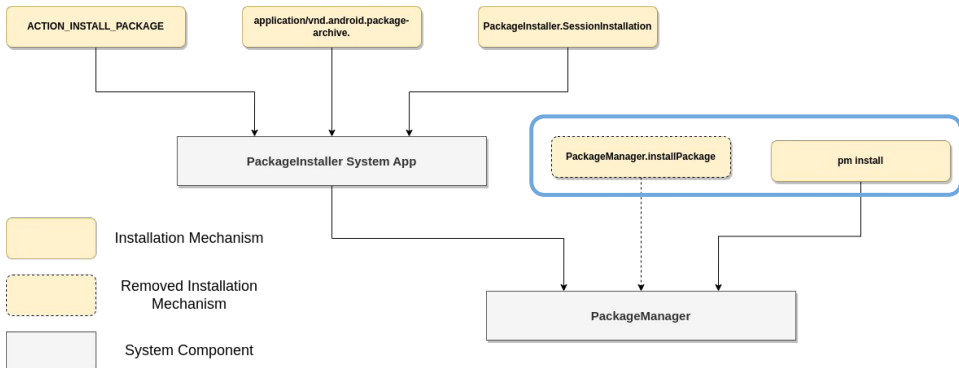 ACTION_INSTALL_PACKAGE
application/vnd.android.package-
archive.
PackageInstaller.SessionInstallation
PackageInstaller System App
PackageManager.installPackage
pm install
Installation Mechanism
Removed Installation
Mechanism
PackageManager
System Component